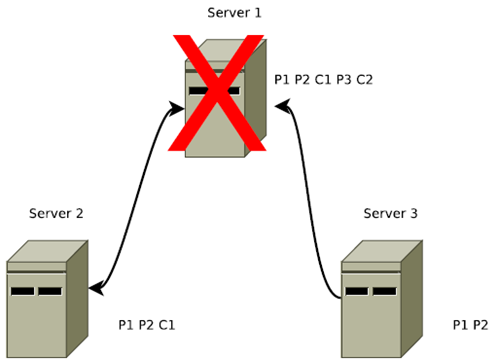 Server 1
P1 P2 C1 P3 C2
Server 2
Server 3
P1 P2 C1
P1 P2